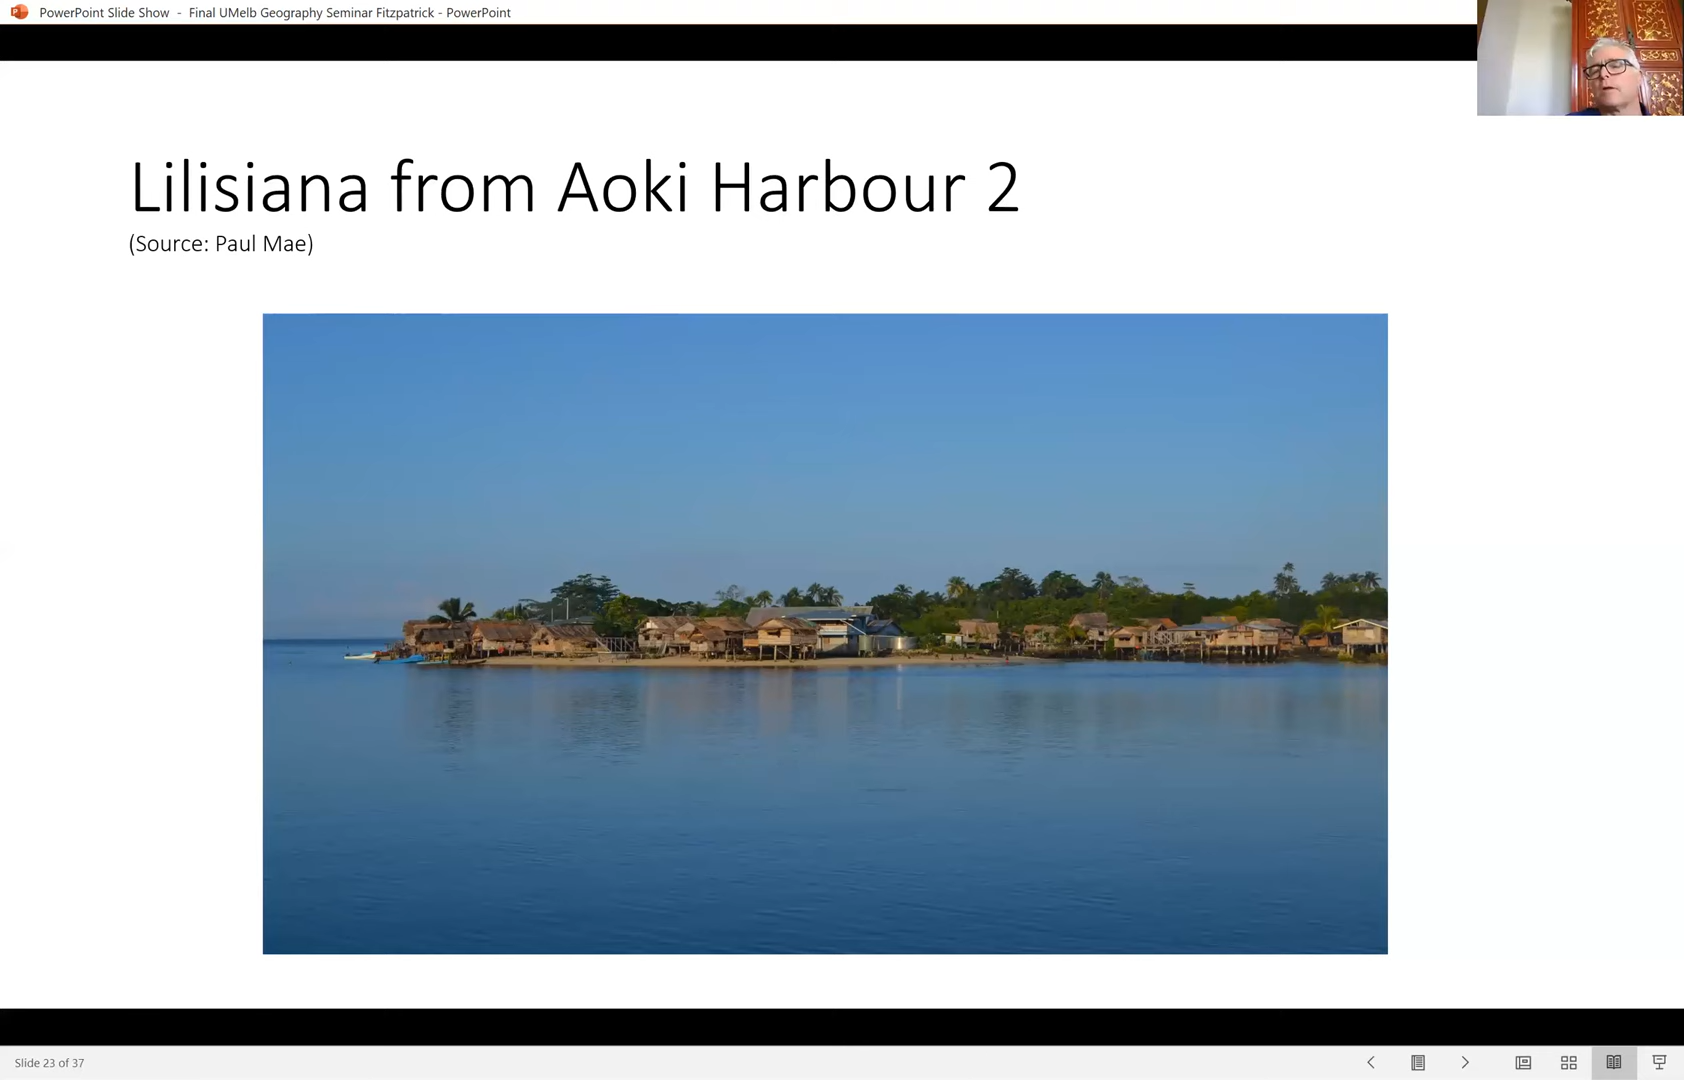 PowerPoint Slide Show - Final UMelb Geography Seminar Fitzpatrick - PowerPoint
Lilisiana from Aoki Harbour 2
(Source: Paul Mae)
Slide 23 of 37